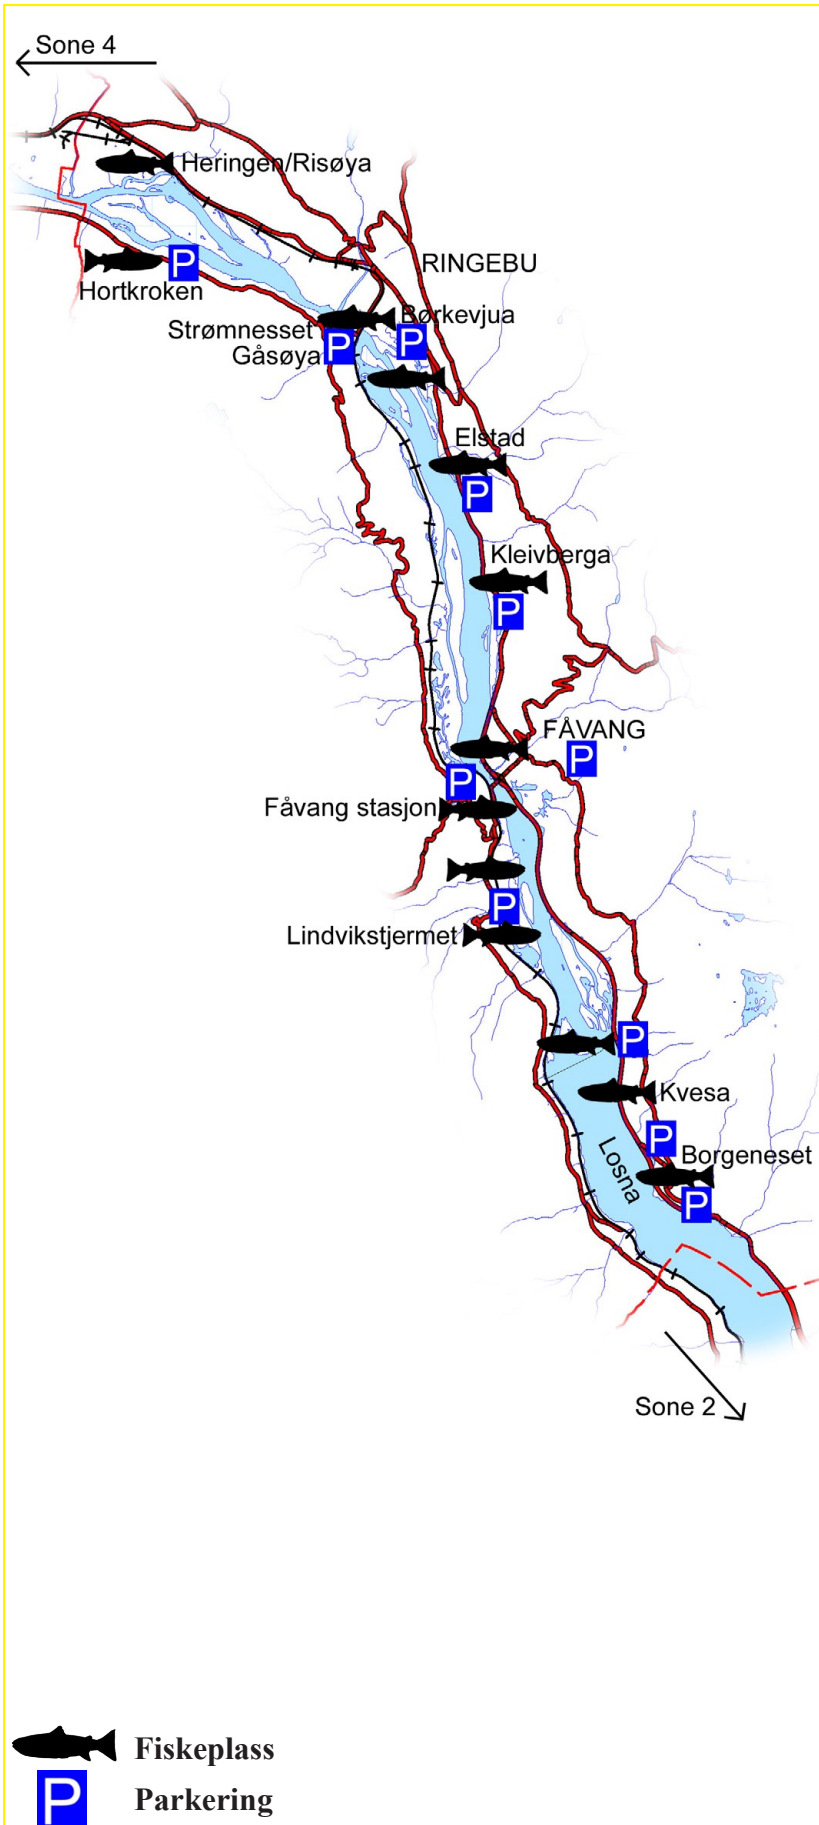 Sone 4
Heringen/Risøya
P
Hortkroken
RINGEBU
Børkevjua
Strømnesset
Gåsøya
P
P
Elstad
P
Kleivberga
P
FÅVANG
P
P
Fåvang stasjon
P
Lindvikstjermet
P
Kvesa
P
Borgeneset
Losna
P
Sone 2
Fiskeplass
P
Parkering